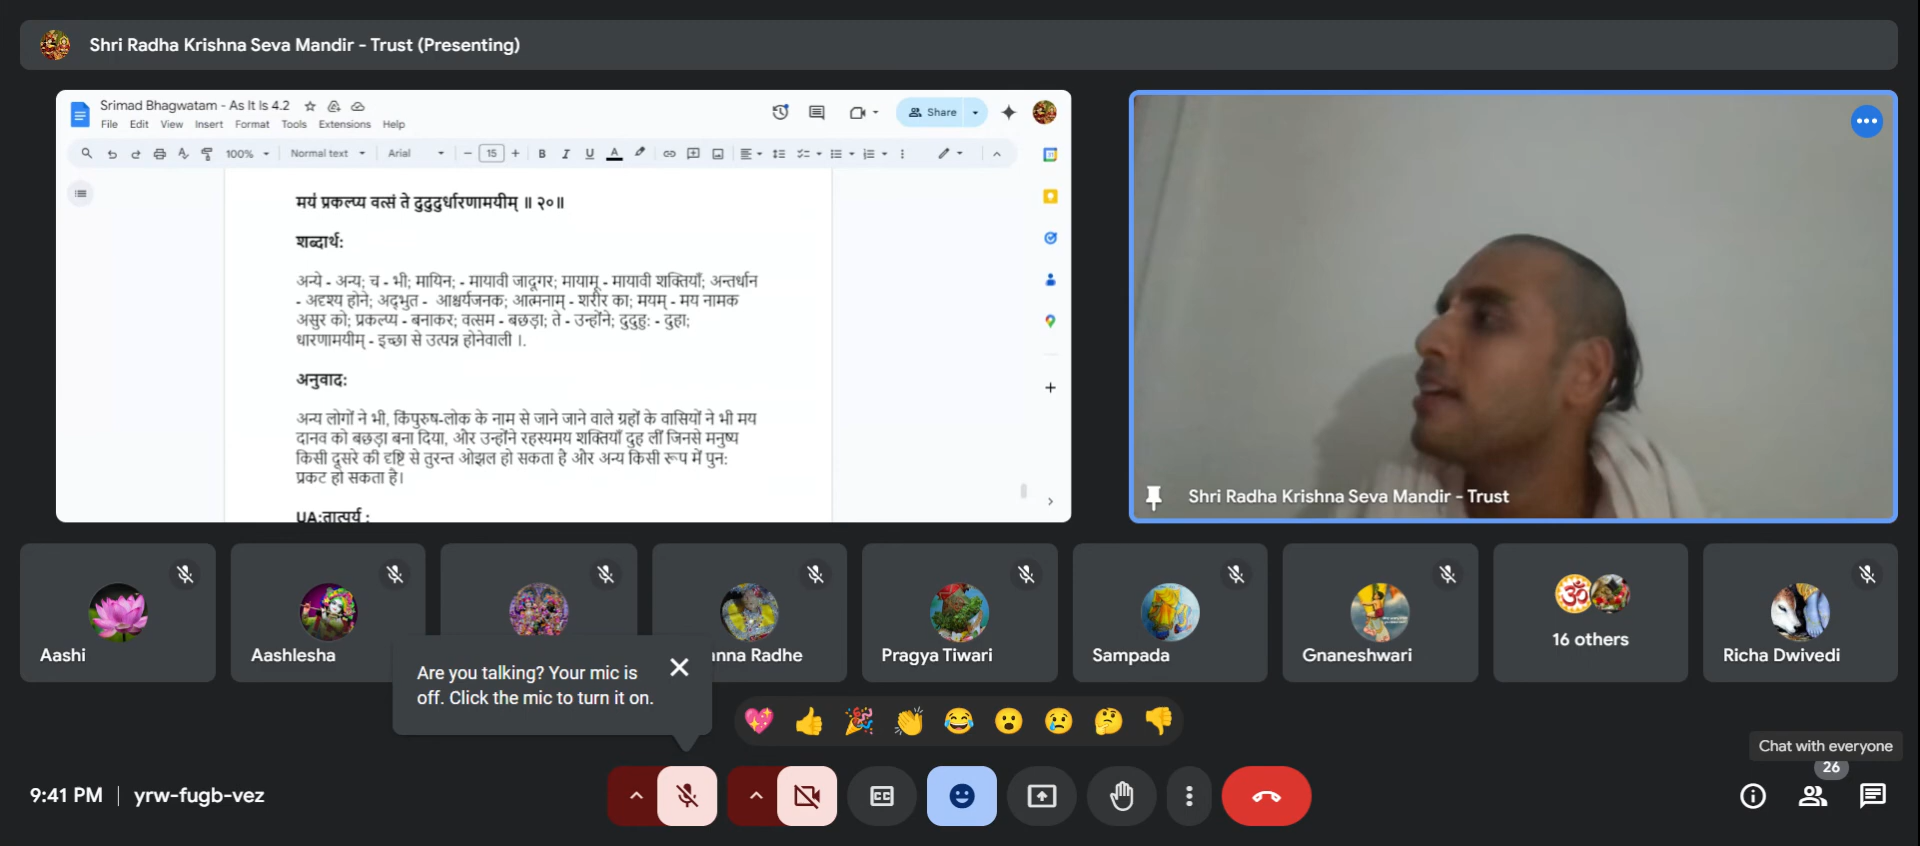 Shri Radha Krishna Seva Mandir - Trust (Presenting)
Srimad Bhagwatam - As It Is 4.2
File Edit View Insert Format Tools Extensions Help
Share
100% Normal text Arial 15 B I U A
मयं प्रकल्प्य वत्सं ते दुदुदुर्धारणामयीम् ॥ २०॥
शब्दार्थ:
अन्ये - अन्य; च - भी; मायिन; - मायावी जादूगर; मायामू - मायावी शक्तियाँ; अन्तर्धान
- अदृश्य होने; अद्भुत - आश्चर्यजनक; आत्मनाम् - शरीर का; मयम् - मय नामक
असुर को; प्रकल्प्य - बनाकर; वत्सम - बछड़ा; ते - उन्होंने; दुदुहुः - दुहा;
धारणामयीम् - इच्छा से उत्पन्न होनेवाली ।.
अनुवाद:
अन्य लोगों ने भी, किंपुरुष-लोक के नाम से जाने जाने वाले ग्रहों के वासियों ने भी मय
दानव को बछड़ा बना दिया, और उन्होंने रहस्यमय शक्तियाँ दुह लीं जिनसे मनुष्य
किसी दूसरे की दृष्टि से तुरन्त ओझल हो सकता है और अन्य किसी रूप में पुन:
प्रकट हो सकता है।
UA:तात्पर्य :
Shri Radha Krishna Seva Mandir - Trust
Aashi
Aashlesha
anna Radhe
Pragya Tiwari
Sampada
Gnaneshwari
16 others
Richa Dwivedi
Are you talking? Your mic is
off. Click the mic to turn it on.
Chat with everyone
26
9:41 PM | yrw-fugb-vez